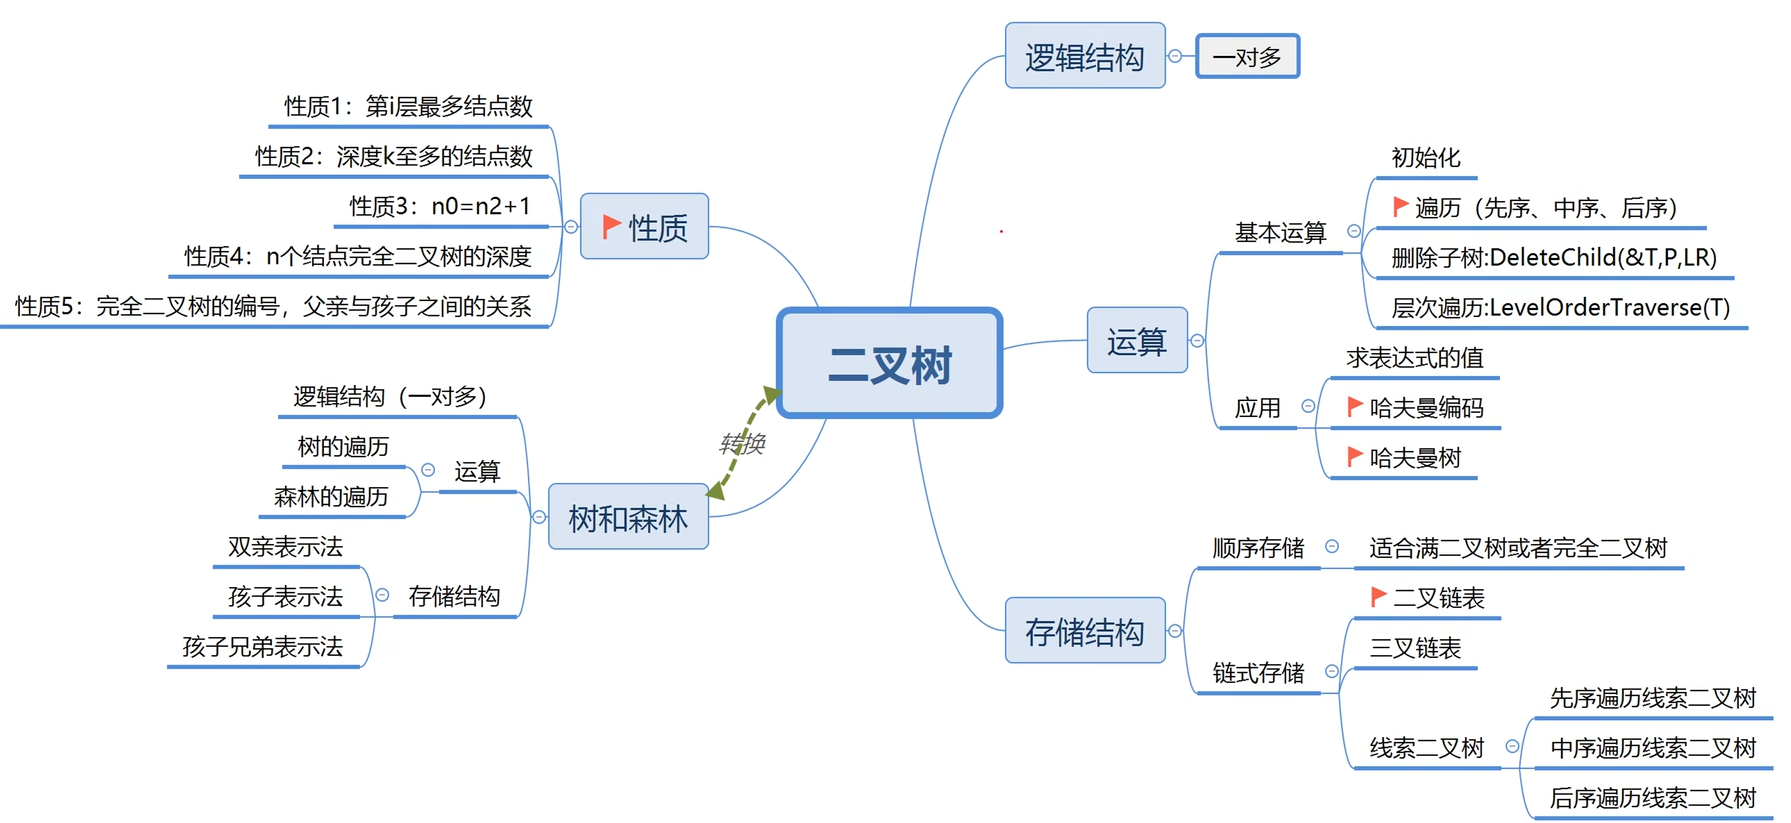 二叉树
逻辑结构
一对多
运算
基本运算
初始化
遍历（先序、中序、后序）
删除子树:DeleteChild(&T,P,LR)
层次遍历:LevelOrderTraverse(T)
应用
求表达式的值
哈夫曼编码
哈夫曼树
存储结构
顺序存储
适合满二叉树或者完全二叉树
链式存储
二叉链表
三叉链表
线索二叉树
先序遍历线索二叉树
中序遍历线索二叉树
后序遍历线索二叉树
性质
性质1：第i层最多结点数
性质2：深度k至多的结点数
性质3：n0=n2+1
性质4：n个结点完全二叉树的深度
性质5：完全二叉树的编号，父亲与孩子之间的关系
转换
树和森林
逻辑结构（一对多）
运算
树的遍历
森林的遍历
存储结构
双亲表示法
孩子表示法
孩子兄弟表示法